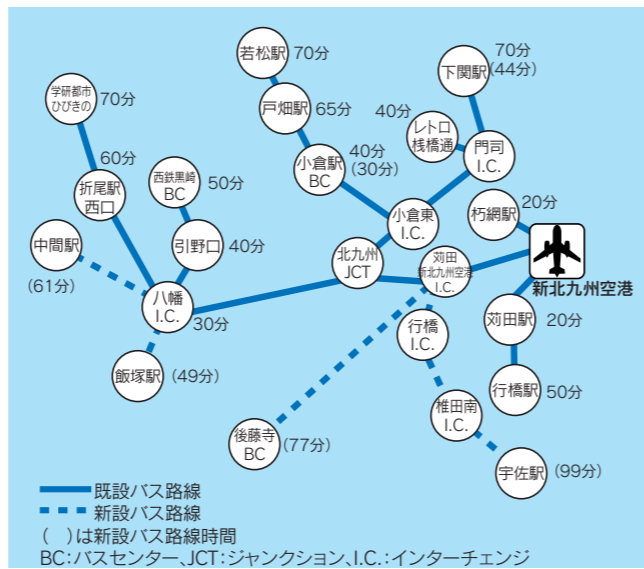 若松駅
70分
下関駅
70分
(44分)
学研都市
ひびきの
70分
戸畑駅
65分
40分
レトロ
桟橋通
門司
I.C.
小倉駅
BC
40分
(30分)
60分
折尾駅
西口
西鉄黒崎
BC
50分
朽網駅
20分
小倉東
I.C.
中間駅
(61分)
引野口
40分
北九州
JCT
苅田
新北九州空港
I.C.
新北九州空港
八幡
I.C.
30分
行橋
I.C.
苅田駅
20分
飯塚駅
(49分)
行橋駅
50分
椎田南
I.C.
後藤寺
BC
(77分)
宇佐駅
(99分)
既設バス路線
新設バス路線
( )は新設バス路線時間
BC:バスセンター、JCT:ジャンクション、I.C.:インターチェンジ